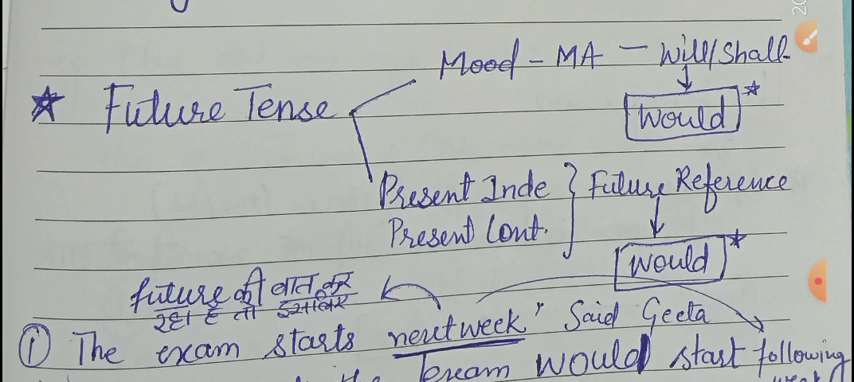 Mood - MA - Will/Shall
Future Tense
Would
Present Inde } Future Reference
Present Cont.
Would
future की बात कर
रहा है तो इसलिए
① The exam starts next week" Said Geeta
exam would start following